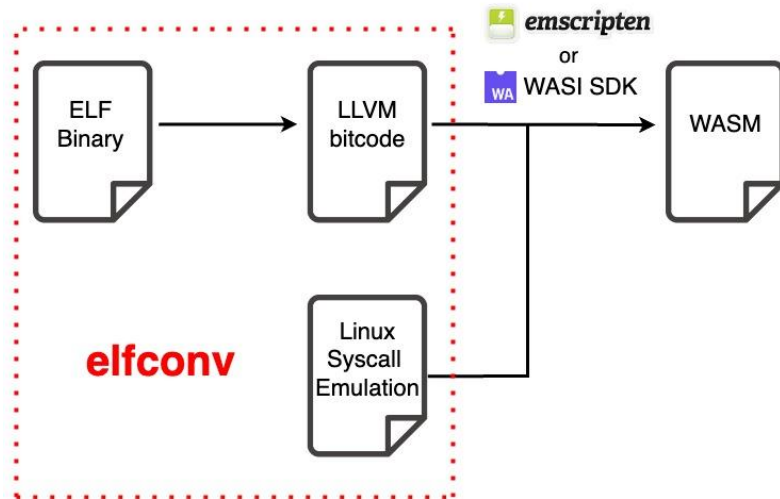 emscripten
or
WA WASI SDK
ELF
Binary
LLVM
bitcode
WASM
Linux
Syscall
Emulation
elfconv